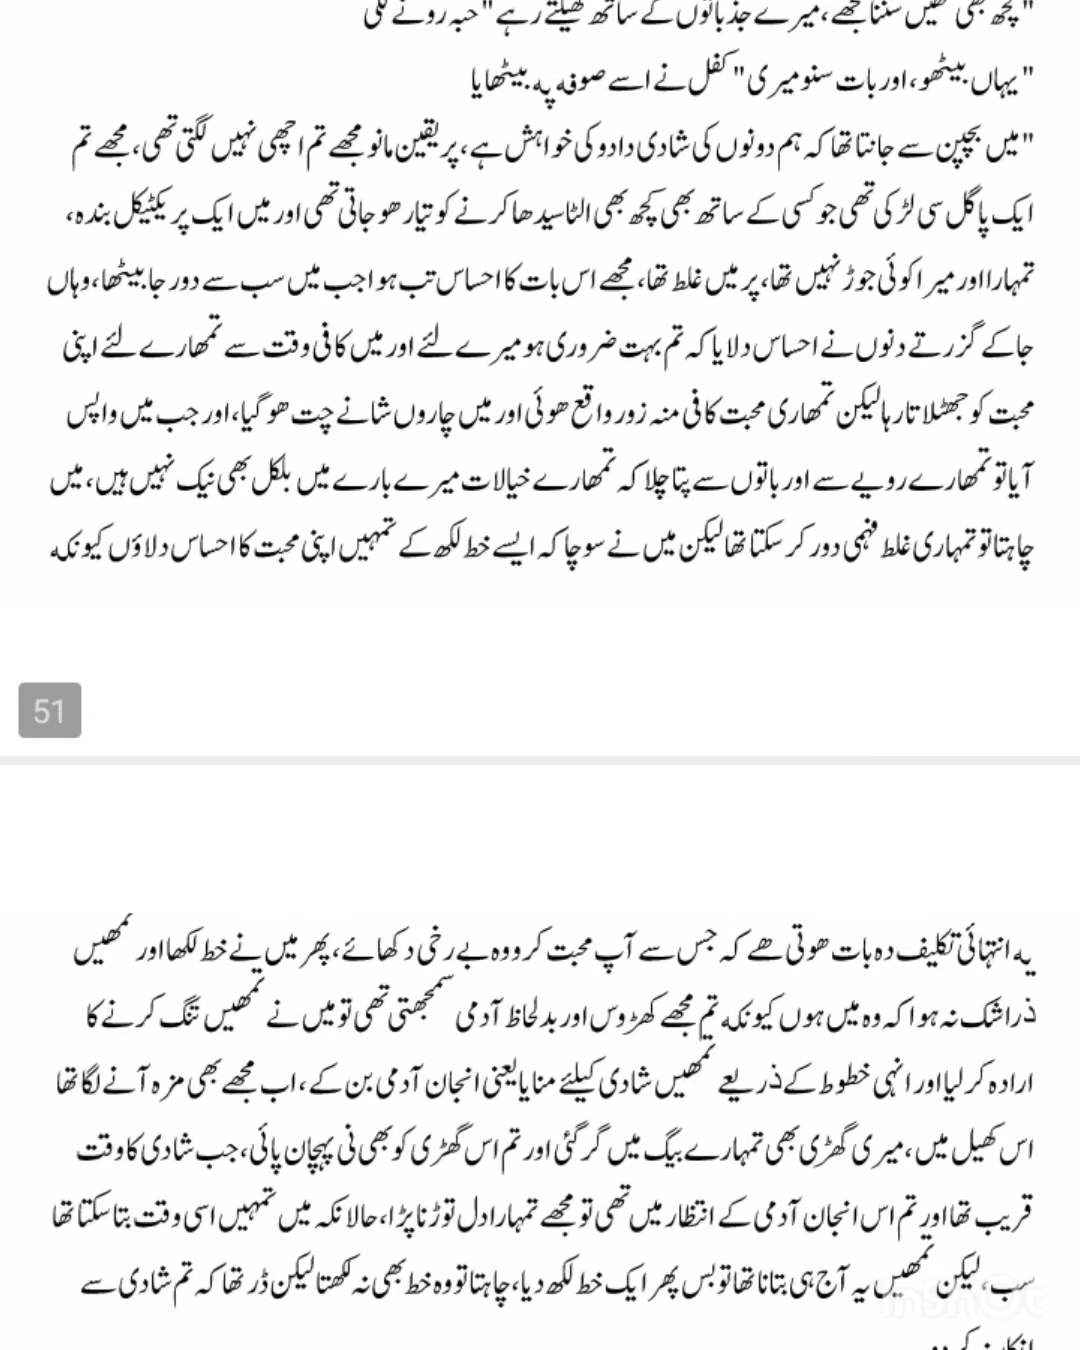 " کچھ بھی نہیں سننا مجھے، میرے جذباتوں کے ساتھ کھیلتے رہے" حبہ رونے لگی
" یہاں بیٹھو، اور بات سنو میری" کفل نے اسے صوفہ پہ بیٹھایا
" میں بچپن سے جانتا تھا کہ ہم دونوں کی شادی دادو کی خواہش ہے، پر یقین مانو مجھے تم اچھی نہیں لگتی تھی، مجھے تم
ایک پاگل سی لڑکی تھی جو کسی کے ساتھ بھی کچھ بھی الٹا سیدھا کرنے کو تیار ھو جاتی تھی اور میں ایک پریکٹیکل بندہ،
تمہارا اور میرا کوئی جوڑ نہیں تھا، پر میں غلط تھا، مجھے اس بات کا احساس تب ہوا جب میں سب سے دور جا بیٹھا، وہاں
جا کے گزرتے دنوں نے احساس دلایا کہ تم بہت ضروری ہو میرے لئے اور میں کافی وقت سے تمھارے لئے اپنی
محبت کو جھٹلاتا رہا لیکن تمھاری محبت کافی منہ زور واقع ھوئی اور میں چاروں شانے چت ھو گیا، اور جب میں واپس
آیا تو تمھارے رویے سے اور باتوں سے پتا چلا کہ تمھارے خیالات میرے بارے میں بلکل بھی نیک نہیں ہیں، میں
چاہتا تو تمہاری غلط فہمی دور کر سکتا تھا لیکن میں نے سوچا کہ ایسے خط لکھ کے تمہیں اپنی محبت کا احساس دلاؤں کیونکہ
51
یہ انتہائی تکلیف دہ بات ھوتی ھے کہ جس سے آپ محبت کرو وہ بے رخی دکھائے، پھر میں نے خط لکھا اور تمھیں
ذرا شک نہ ہوا کہ وہ میں ہوں کیونکہ تم مجھے کھڑوس اور بد لحاظ آدمی سمجھتی تھی تو میں نے تمھیں تنگ کرنے کا
ارادہ کر لیا اور انہی خطوط کے ذریعے تمھیں شادی کیلئے منایا یعنی انجان آدمی بن کے، اب مجھے بھی مزہ آنے لگا تھا
اس کھیل میں، میری گھڑی بھی تمہارے بیگ میں گر گئی اور تم اس گھڑی کو بھی نی پہچان پائی، جب شادی کا وقت
قریب تھا اور تم اس انجان آدمی کے انتظار میں تھی تو مجھے تمہارا دل توڑنا پڑا، حالانکہ میں تمہیں اسی وقت بتا سکتا تھا
سب، لیکن تمھیں یہ آج ہی بتانا تھا تو بس پھر ایک خط لکھ دیا، چاہتا تو وہ خط بھی نہ لکھتا لیکن ڈر تھا کہ تم شادی سے
InShOt